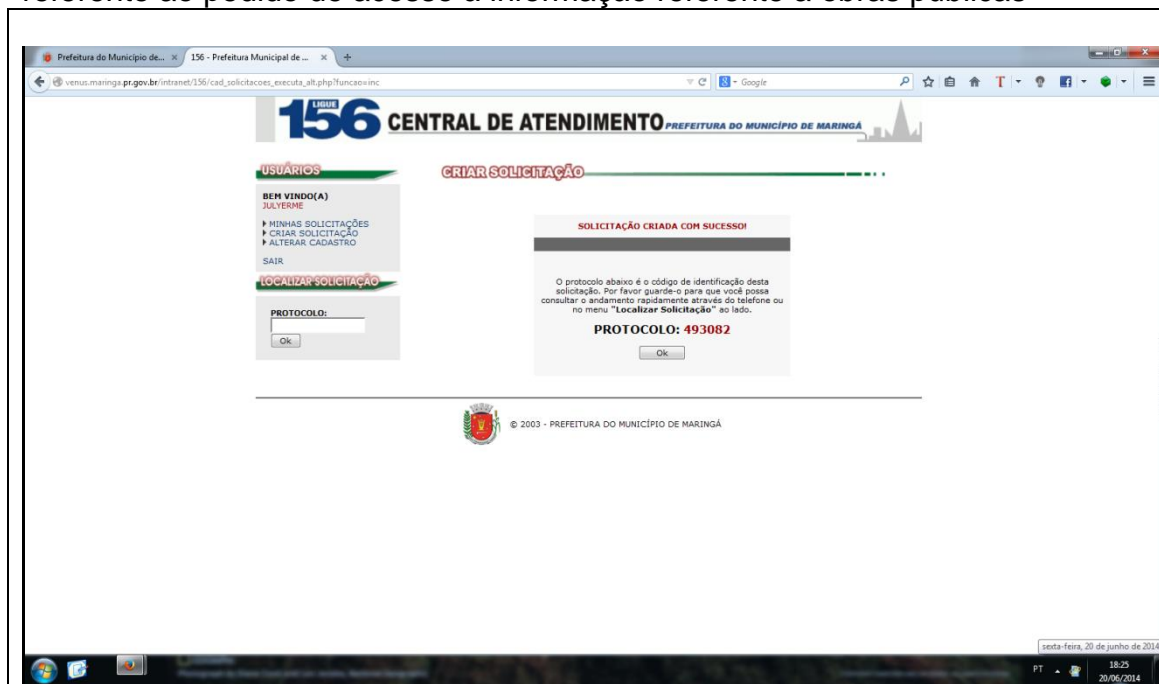 referente ao pedido de acesso à informação referente a obras públicas
Prefeitura do Município de... ×
156 - Prefeitura Municipal de ... ×
+
venus.maringa.pr.gov.br/intranet/156/cad_solicitacoes_executa_alt.php?funcao=inc
Google
LIGUE
156 CENTRAL DE ATENDIMENTO PREFEITURA DO MUNICÍPIO DE MARINGÁ
USUÁRIOS
BEM VINDO(A)
JULYERME
MINHAS SOLICITAÇÕES
CRIAR SOLICITAÇÃO
ALTERAR CADASTRO
SAIR
LOCALIZAR SOLICITAÇÃO
PROTOCOLO:
Ok
CRIAR SOLICITAÇÃO
SOLICITAÇÃO CRIADA COM SUCESSO!
O protocolo abaixo é o código de identificação desta
solicitação. Por favor guarde-o para que você possa
consultar o andamento rapidamente através do telefone ou
no menu "Localizar Solicitação" ao lado.
PROTOCOLO: 493082
Ok
© 2003 - PREFEITURA DO MUNICÍPIO DE MARINGÁ
sexta-feira, 20 de junho de 2014
PT
18:25
20/06/2014